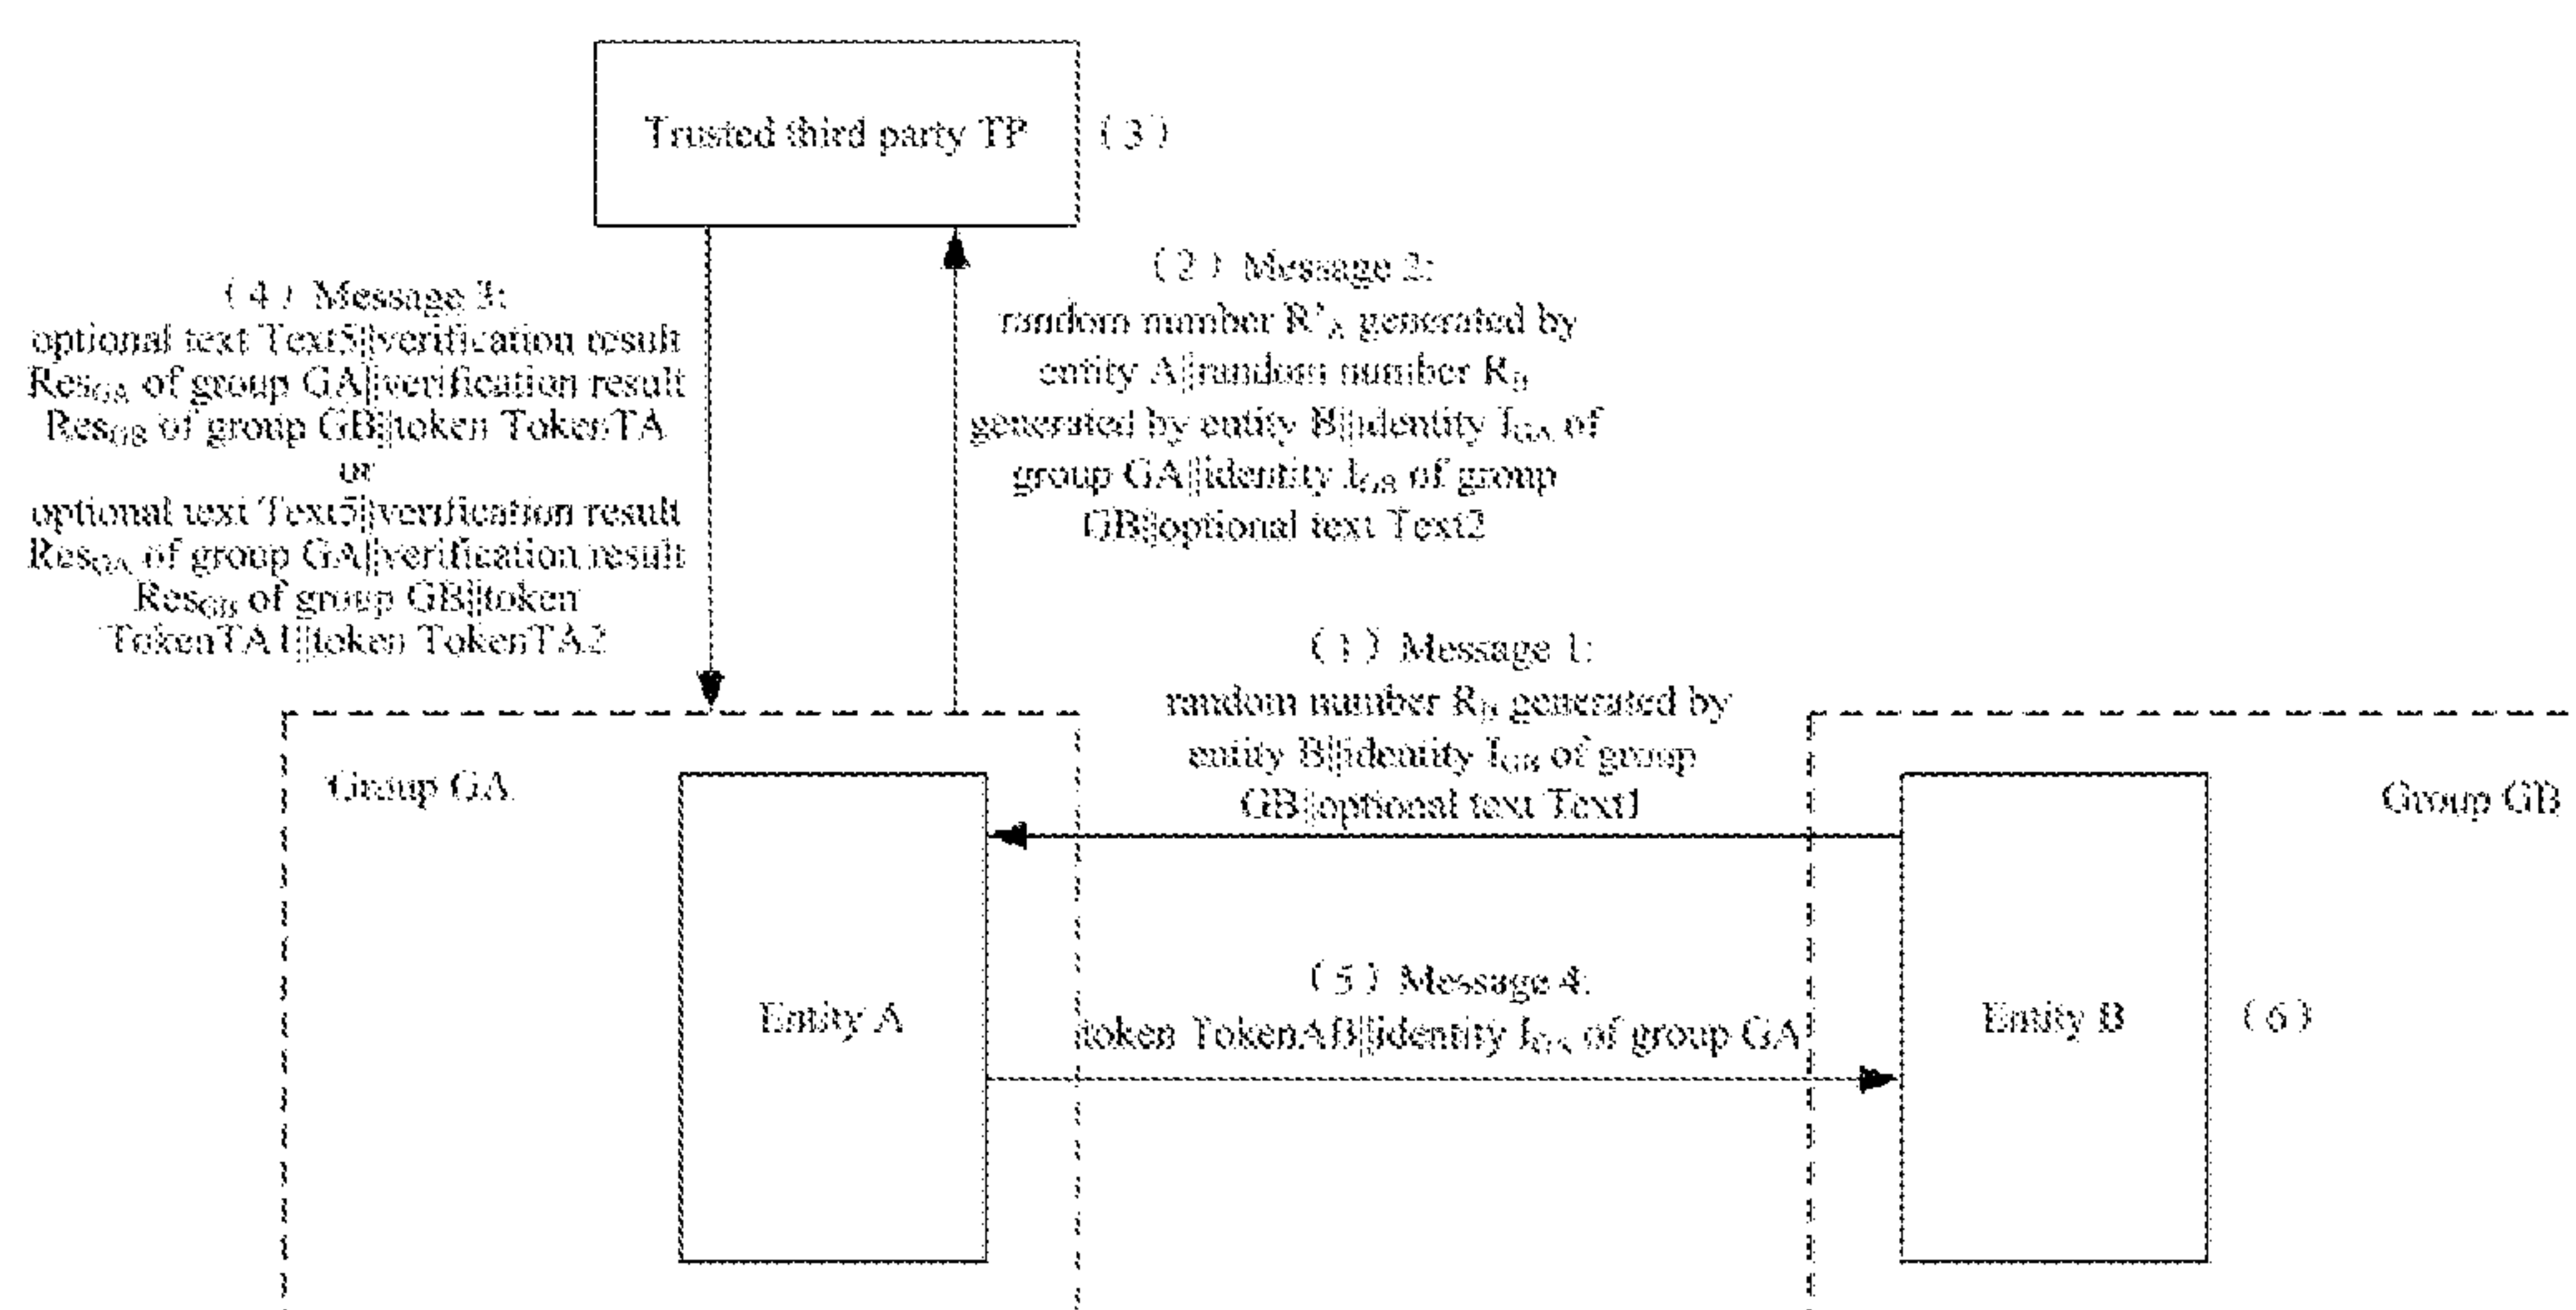 Trusted third party TP
(3)
(4) Message 3:
optional text Text5||verification result
Res_GA of group GA||verification result
Res_GB of group GB||token TokenTA
or
optional text Text5||verification result
Res_GA of group GA||verification result
Res_GB of group GB||token
TokenTA1||token TokenTA2
(2) Message 2:
random number R'_A generated by
entity A||random number R_B
generated by entity B||identity I_GA of
group GA||identity I_GB of group
GB||optional text Text2
(1) Message 1:
random number R_B generated by
entity B||identity I_GB of group
GB||optional text Text1
Group GA
Group GB
Entity A
(5) Message 4:
token TokenAB||identity I_GA of group GA
Entity B
(6)